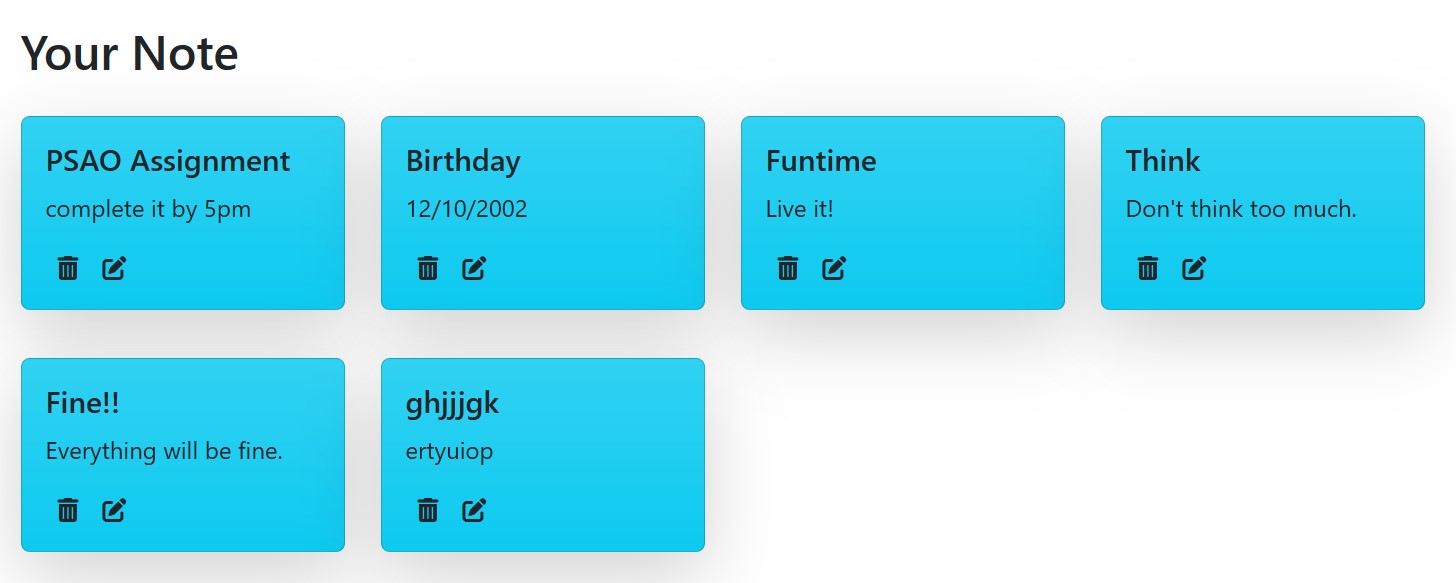 Your Note
PSAO Assignment
complete it by 5pm
Birthday
12/10/2002
Funtime
Live it!
Think
Don't think too much.
Fine!!
Everything will be fine.
ghjjjgk
ertyuiop